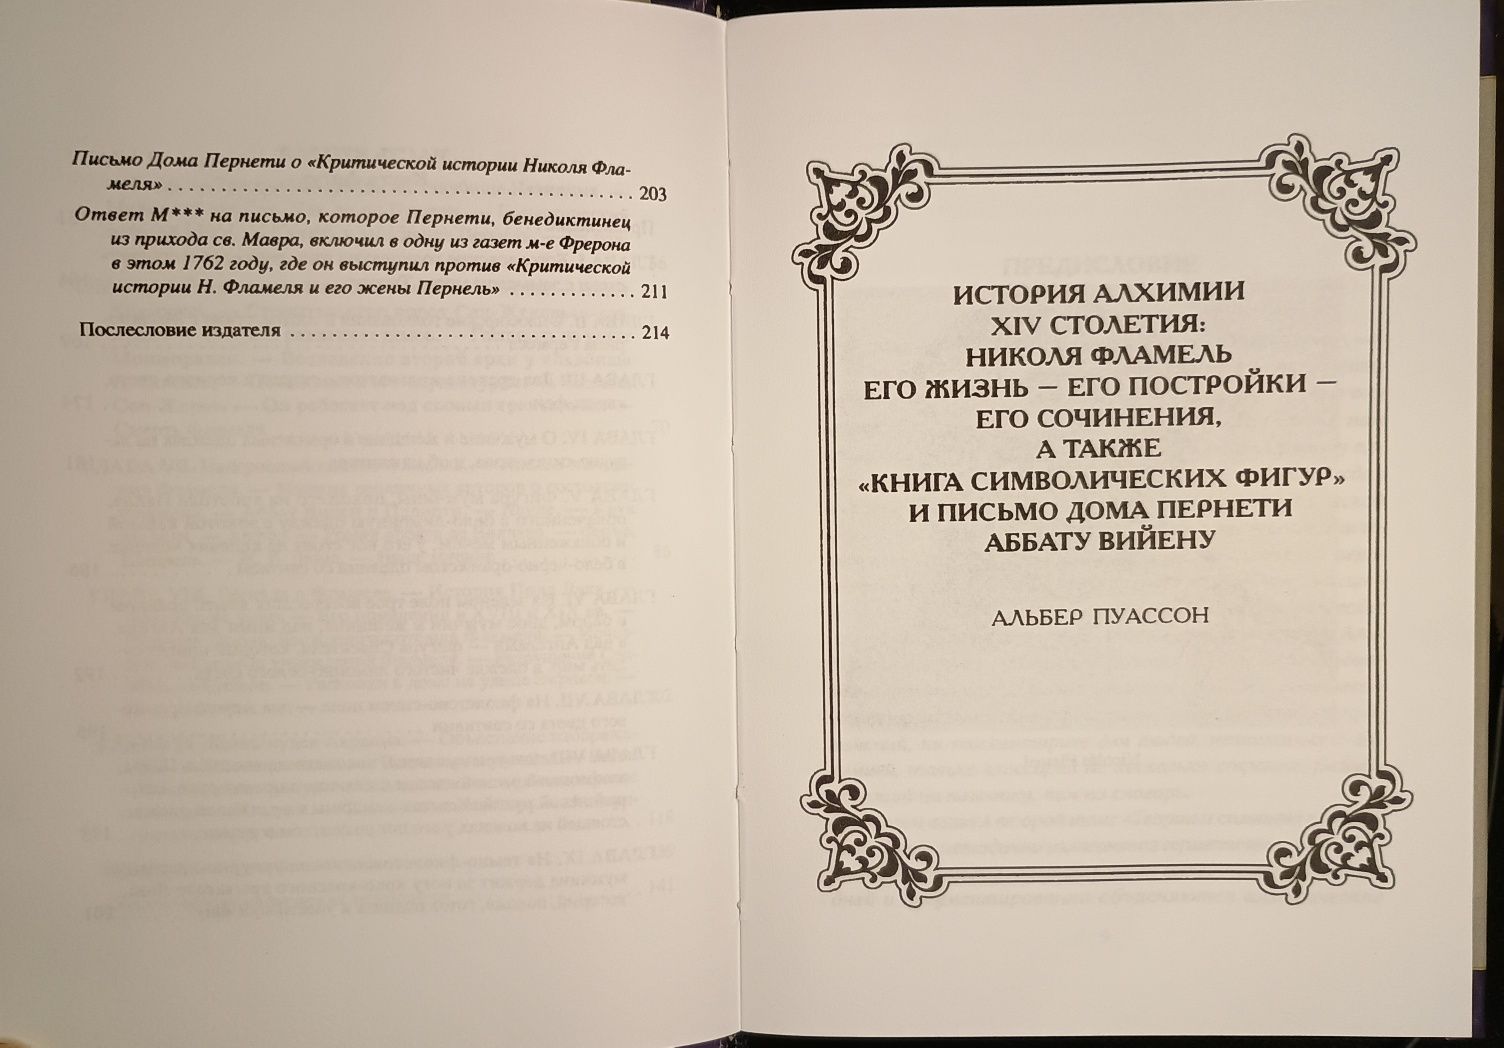 Письмо Дома Пернети о «Критической истории Николя Фла-
меля» . . . . . . . . . . . . . . . . . . . . . . . . . . . . . . . . . . . . . . . . . 203
Ответ М*** на письмо, которое Пернети, бенедиктинец
из прихода св. Мавра, включил в одну из газет м-е Фрерона
в этом 1762 году, где он выступил против «Критической
истории Н. Фламеля и его жены Пернель» . . . . . . . . . . . . . 211
Послесловие издателя . . . . . . . . . . . . . . . . . . . . . . . . . . . . . . . . . 214
ИСТОРИЯ АЛХИМИИ
XIV СТОЛЕТИЯ:
НИКОЛЯ ФЛАМЕЛЬ
ЕГО ЖИЗНЬ — ЕГО ПОСТРОЙКИ —
ЕГО СОЧИНЕНИЯ,
А ТАКЖЕ
«КНИГА СИМВОЛИЧЕСКИХ ФИГУР»
И ПИСЬМО ДОМА ПЕРНЕТИ
АББАТУ ВИЙЕНУ
АЛЬБЕР ПУАССОН